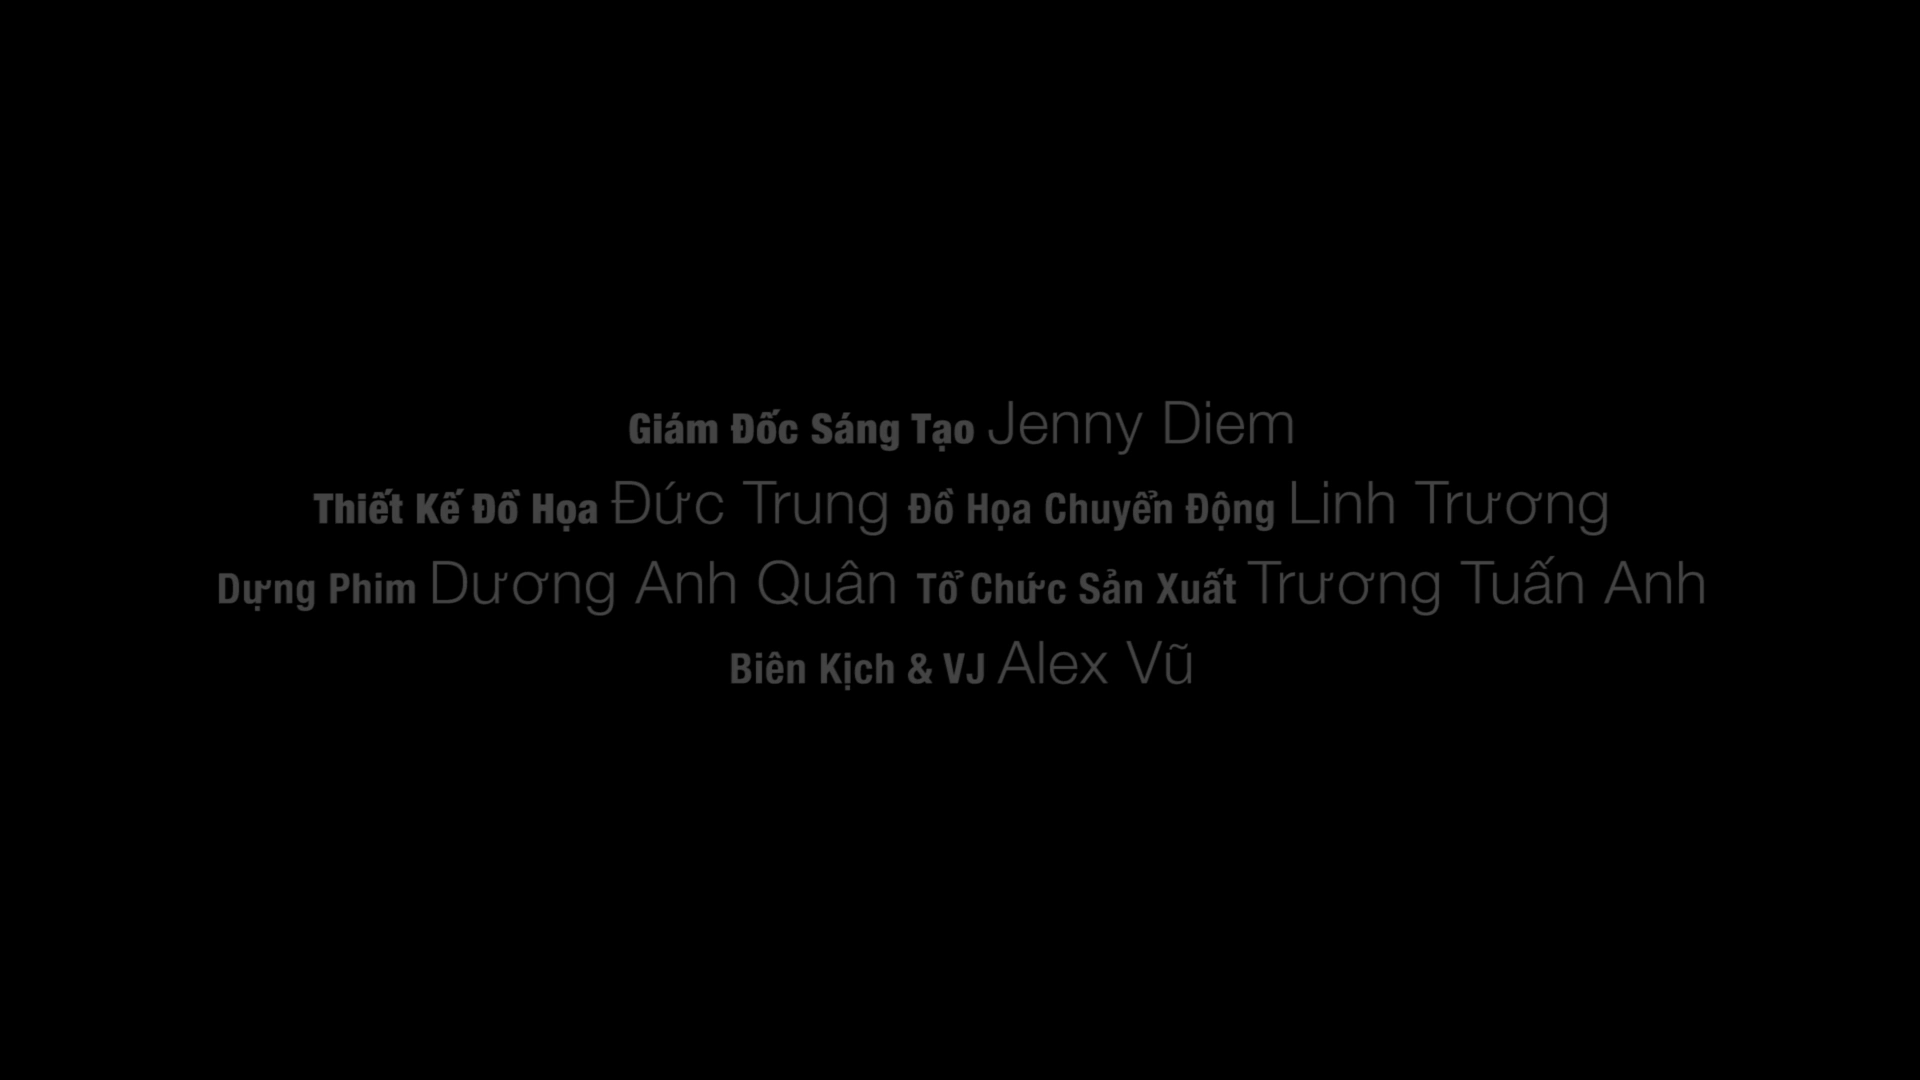 Giám Đốc Sáng Tạo Jenny Diem
Thiết Kế Đồ Họa Đức Trung Đồ Họa Chuyển Động Linh Trương
Dựng Phim Dương Anh Quân Tổ Chức Sản Xuất Trương Tuấn Anh
Biên Kịch & VJ Alex Vũ